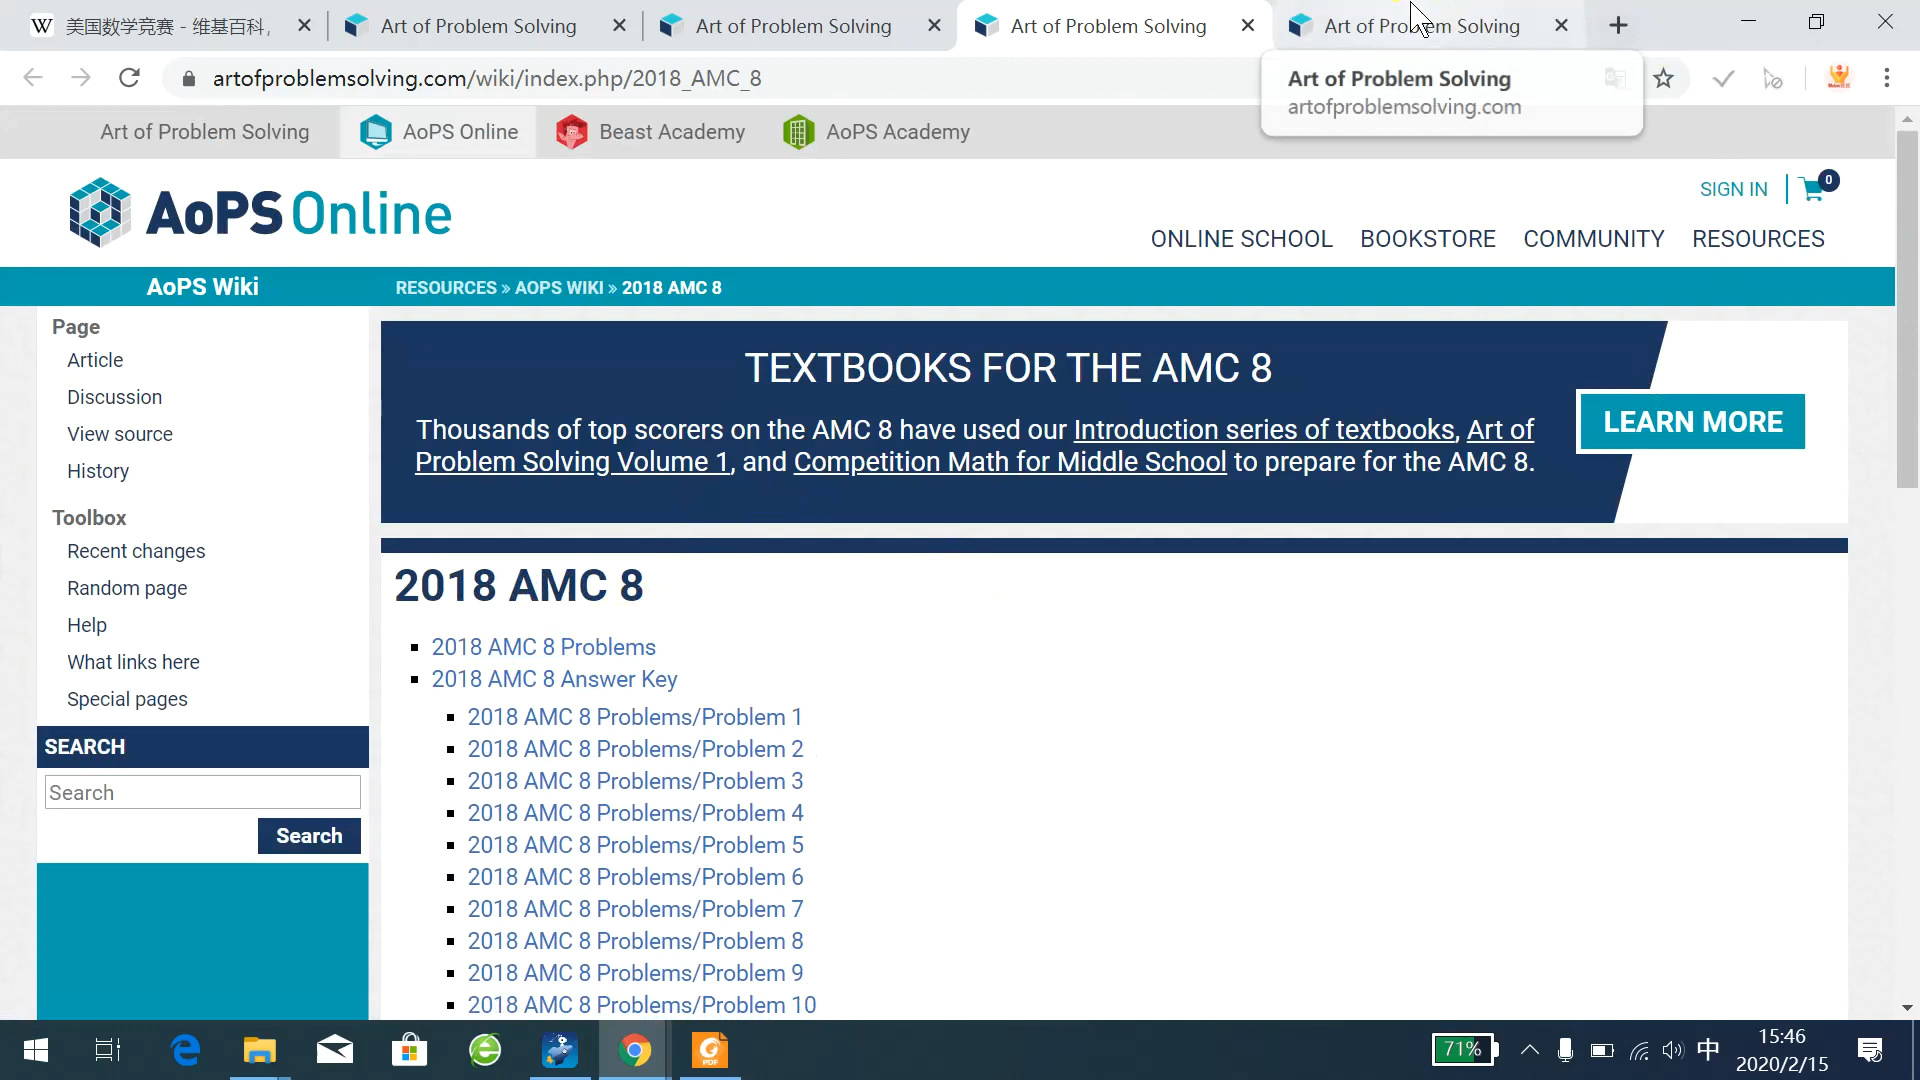 美国数学竞赛 - 维基百科,
Art of Problem Solving
Art of Problem Solving
Art of Problem Solving
Art of Problem Solving
artofproblemsolving.com/wiki/index.php/2018_AMC_8
Art of Problem Solving
artofproblemsolving.com
Art of Problem Solving
AoPS Online
Beast Academy
AoPS Academy
AoPS Online
SIGN IN
0
ONLINE SCHOOL
BOOKSTORE
COMMUNITY
RESOURCES
AoPS Wiki
RESOURCES » AOPS WIKI » 2018 AMC 8
Page
Article
Discussion
View source
History
Toolbox
Recent changes
Random page
Help
What links here
Special pages
SEARCH
Search
Search
TEXTBOOKS FOR THE AMC 8
Thousands of top scorers on the AMC 8 have used our Introduction series of textbooks, Art of
Problem Solving Volume 1, and Competition Math for Middle School to prepare for the AMC 8.
LEARN MORE
2018 AMC 8
2018 AMC 8 Problems
2018 AMC 8 Answer Key
2018 AMC 8 Problems/Problem 1
2018 AMC 8 Problems/Problem 2
2018 AMC 8 Problems/Problem 3
2018 AMC 8 Problems/Problem 4
2018 AMC 8 Problems/Problem 5
2018 AMC 8 Problems/Problem 6
2018 AMC 8 Problems/Problem 7
2018 AMC 8 Problems/Problem 8
2018 AMC 8 Problems/Problem 9
2018 AMC 8 Problems/Problem 10
71%
中
15:46
2020/2/15